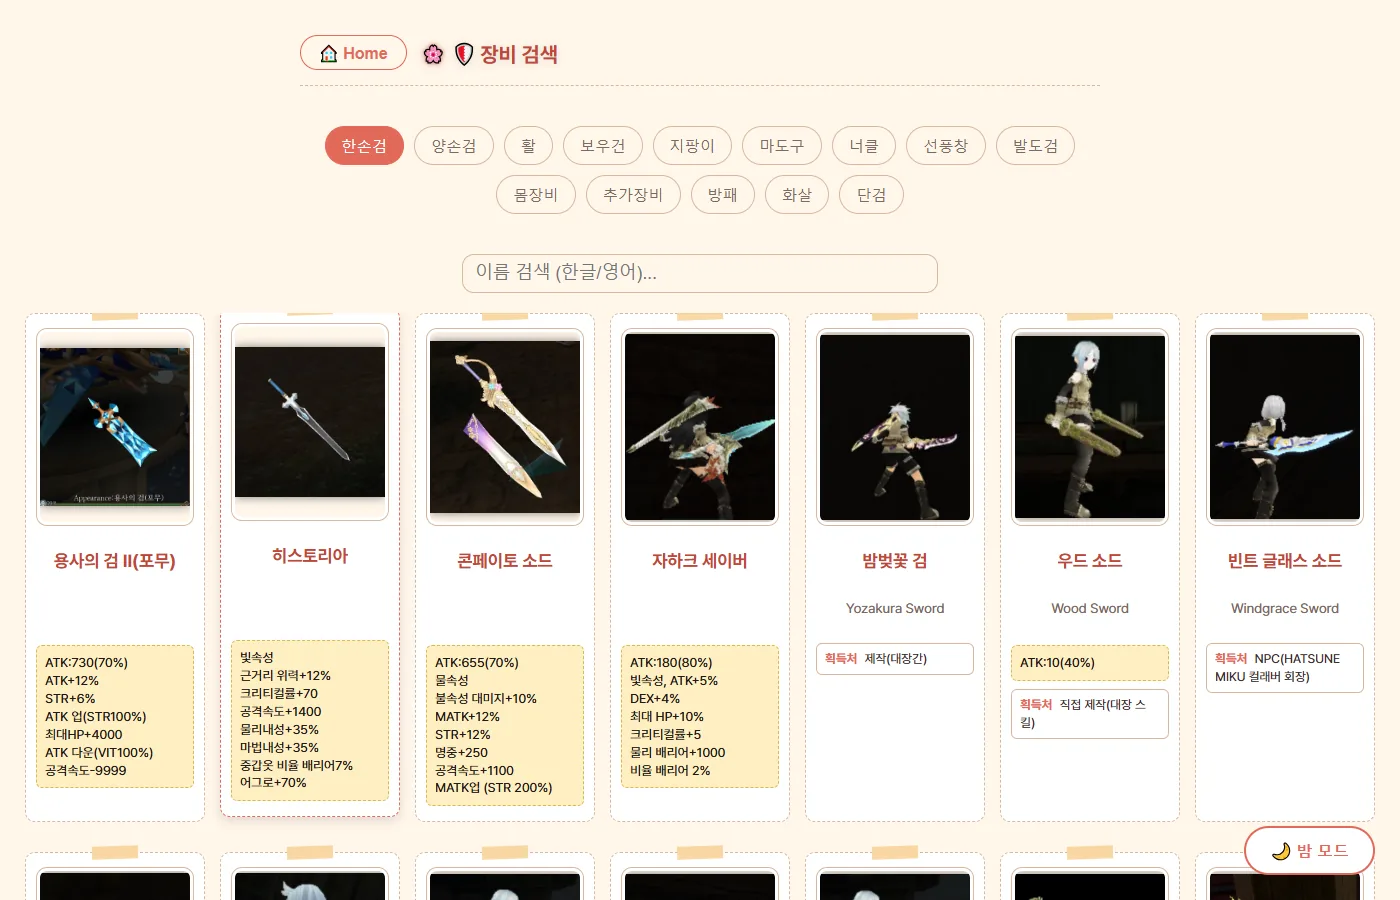 🏠 Home 🌸 🛡 장비 검색
한손검 양손검 활 보우건 지팡이 마도구 너클 선풍창 발도검
몸장비 추가장비 방패 화살 단검
이름 검색 (한글/영어)...
Appearance:용사의 검(포무)
용사의 검 II(포무)
ATK:730(70%)
ATK+12%
STR+6%
ATK 업(STR100%)
최대HP+4000
ATK 다운(VIT100%)
공격속도-9999
히스토리아
빛속성
근거리 위력+12%
크리티컬률+70
공격속도+1400
물리내성+35%
마법내성+35%
중갑옷 비율 배리어7%
어그로+70%
콘페이토 소드
ATK:655(70%)
물속성
불속성 대미지+10%
MATK+12%
STR+12%
명중+250
공격속도+1100
MATK업 (STR 200%)
자하크 세이버
ATK:180(80%)
빛속성, ATK+5%
DEX+4%
최대 HP+10%
크리티컬률+5
물리 배리어+1000
비율 배리어 2%
밤벚꽃 검
Yozakura Sword
획득처 제작(대장간)
우드 소드
Wood Sword
ATK:10(40%)
획득처 직접 제작(대장 스
킬)
빈트 글래스 소드
Windgrace Sword
획득처 NPC(HATSUNE
MIKU 컬래버 회장)
🌙 밤 모드